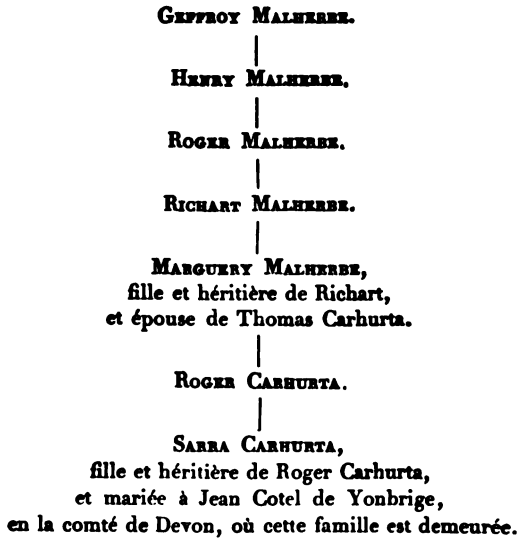 Geffroy Malherbe.
Henry Malherbe.
Roger Malherbe.
Richart Malherbe.
Marguery Malherbe,
fille et héritière de Richart,
et épouse de Thomas Carhurta.
Roger Carhurta.
Sarra Carhurta,
fille et héritière de Roger Carhurta,
et mariée à Jean Cotel de Yonbrige,
en la comté de Devon, où cette famille est demeurée.